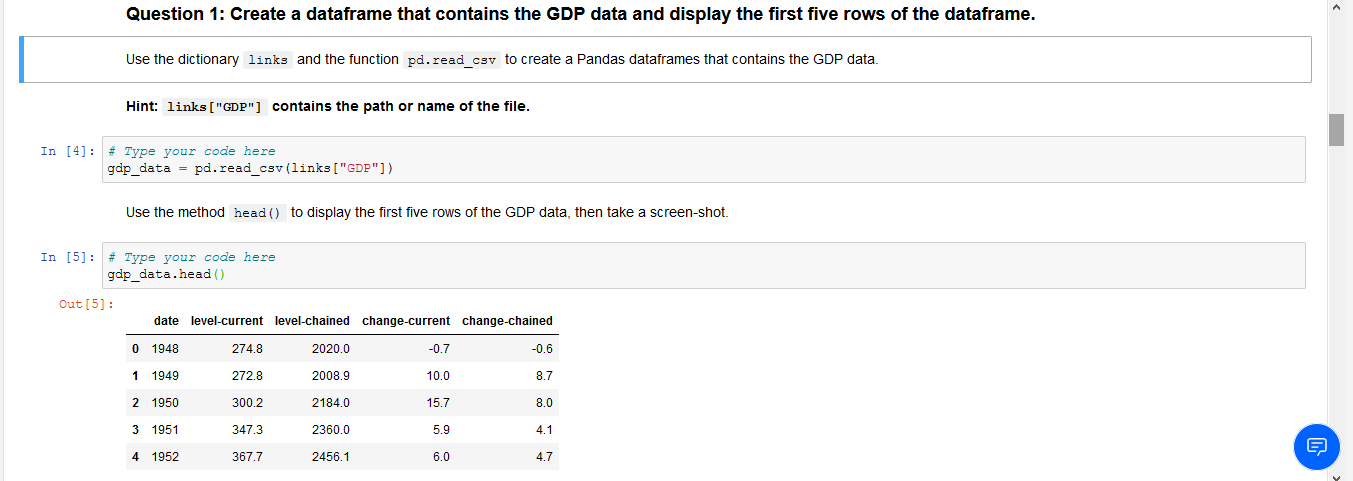 Question 1: Create a dataframe that contains the GDP data and display the first five rows of the dataframe.
Use the dictionary links and the function pd.read_csv to create a Pandas dataframes that contains the GDP data.
Hint: links["GDP"] contains the path or name of the file.
In [4]: # Type your code here
gdp_data = pd.read_csv(links["GDP"])
Use the method head() to display the first five rows of the GDP data, then take a screen-shot.
In [5]: # Type your code here
gdp_data.head()
Out[5]:
date level-current level-chained change-current change-chained
0 1948 274.8 2020.0 -0.7 -0.6
1 1949 272.8 2008.9 10.0 8.7
2 1950 300.2 2184.0 15.7 8.0
3 1951 347.3 2360.0 5.9 4.1
4 1952 367.7 2456.1 6.0 4.7